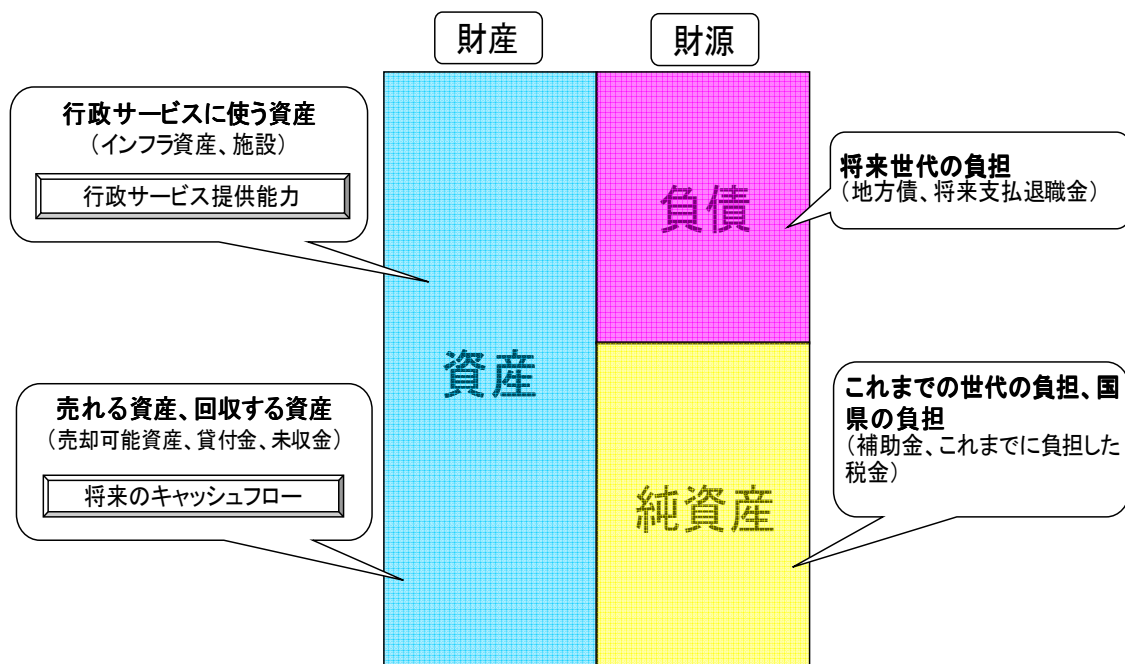 財産
財源
行政サービスに使う資産
（インフラ資産、施設）
行政サービス提供能力
負債
将来世代の負担
（地方債、将来支払退職金）
資産
売れる資産、回収する資産
（売却可能資産、貸付金、未収金）
将来のキャッシュフロー
純資産
これまでの世代の負担、国
県の負担
（補助金、これまでに負担した
税金）